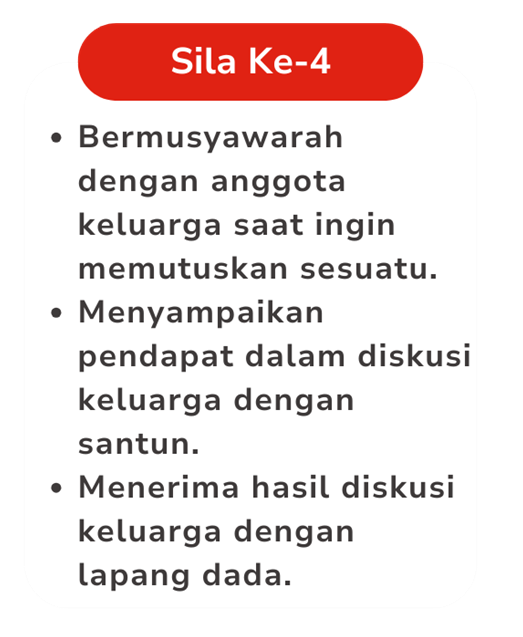 Sila Ke-4
• Bermusyawarah
dengan anggota
keluarga saat ingin
memutuskan sesuatu.
• Menyampaikan
pendapat dalam diskusi
keluarga dengan
santun.
• Menerima hasil diskusi
keluarga dengan
lapang dada.